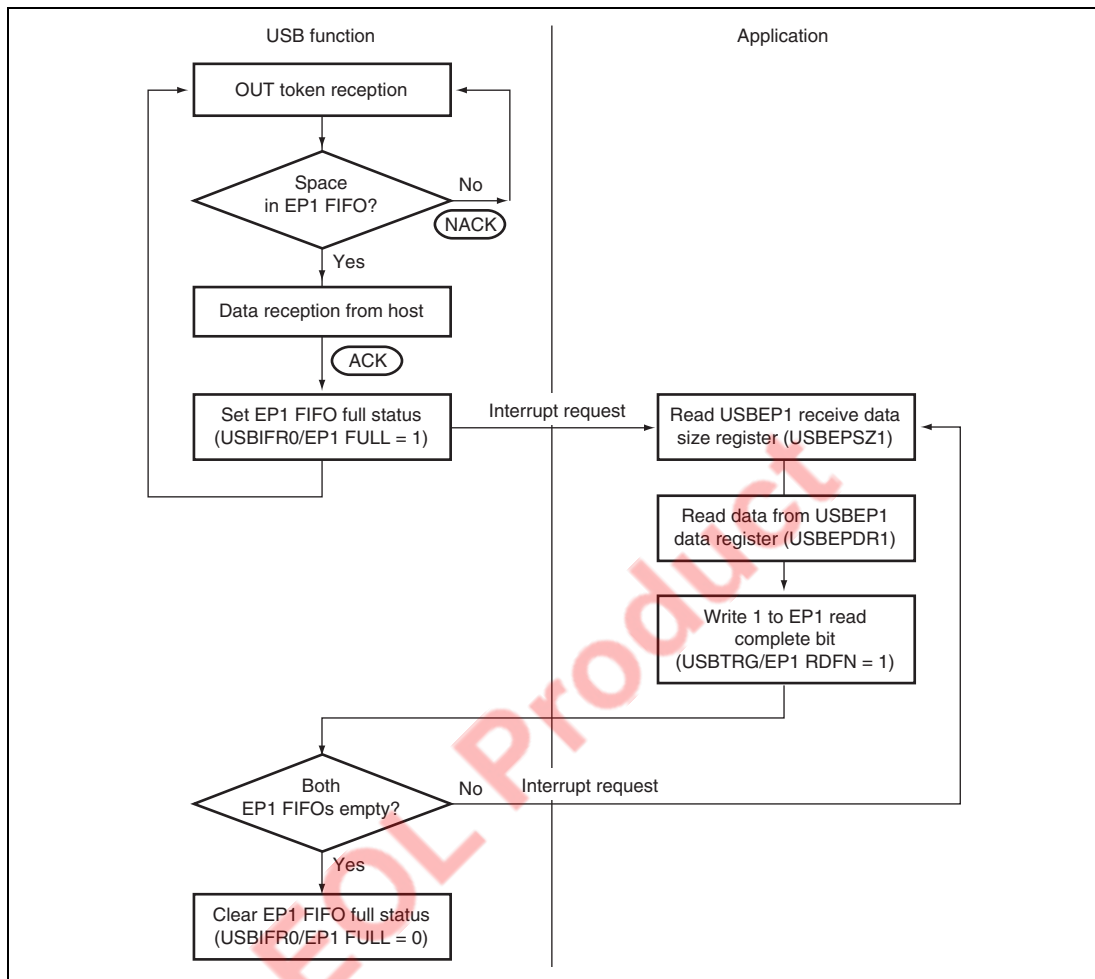 USB function
Application
OUT token reception
Space
in EP1 FIFO?
No
NACK
Yes
Data reception from host
ACK
Set EP1 FIFO full status
(USBIFR0/EP1 FULL = 1)
Interrupt request
Read USBEP1 receive data
size register (USBEPSZ1)
Read data from USBEP1
data register (USBEPDR1)
Write 1 to EP1 read
complete bit
(USBTRG/EP1 RDFN = 1)
Both
EP1 FIFOs empty?
No
Interrupt request
Yes
Clear EP1 FIFO full status
(USBIFR0/EP1 FULL = 0)
EOL Product